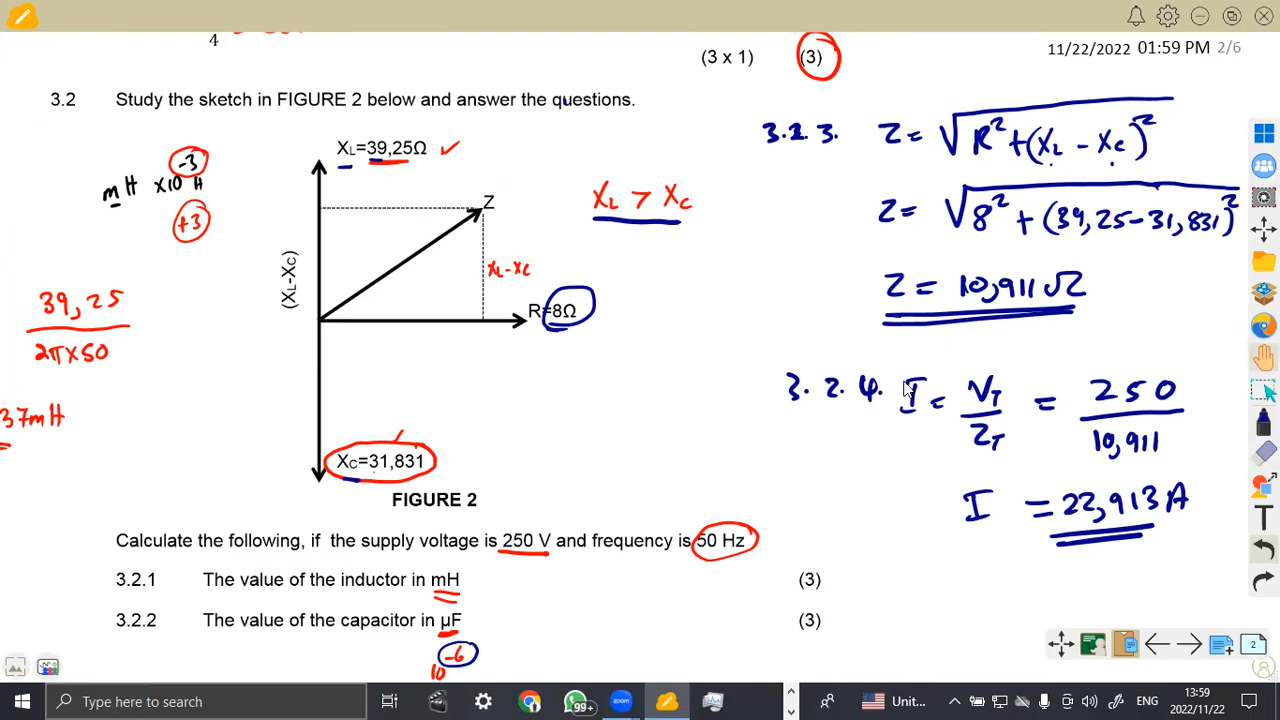 11/22/2022 01:59 PM 2/6
4
(3 x 1) (3)
3.2 Study the sketch in FIGURE 2 below and answer the questions.
XL=39,25Ω
mH x10 -3 H
+3
Z
XL > XC
(XL-XC)
XL-XC
R=8Ω
39,25
2π×50
37mH
XC=31,831
FIGURE 2
Calculate the following, if the supply voltage is 250 V and frequency is 50 Hz
3.2.1 The value of the inductor in mH (3)
3.2.2 The value of the capacitor in µF (3)
10 -6
3.2.3. Z = √R² + (XL - XC)²
Z = √8² + (39,25-31,831)²
Z = 10,911Ω
3.2.4. I = VT / ZT = 250 / 10,911
I = 22,913A
T
2
Type here to search
99+
Unit...
ENG
13:59
2022/11/22